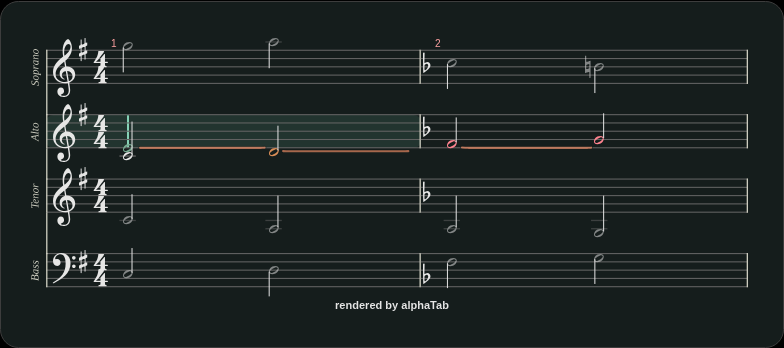 1 2
Soprano
Alto
Tenor
Bass
rendered by alphaTab